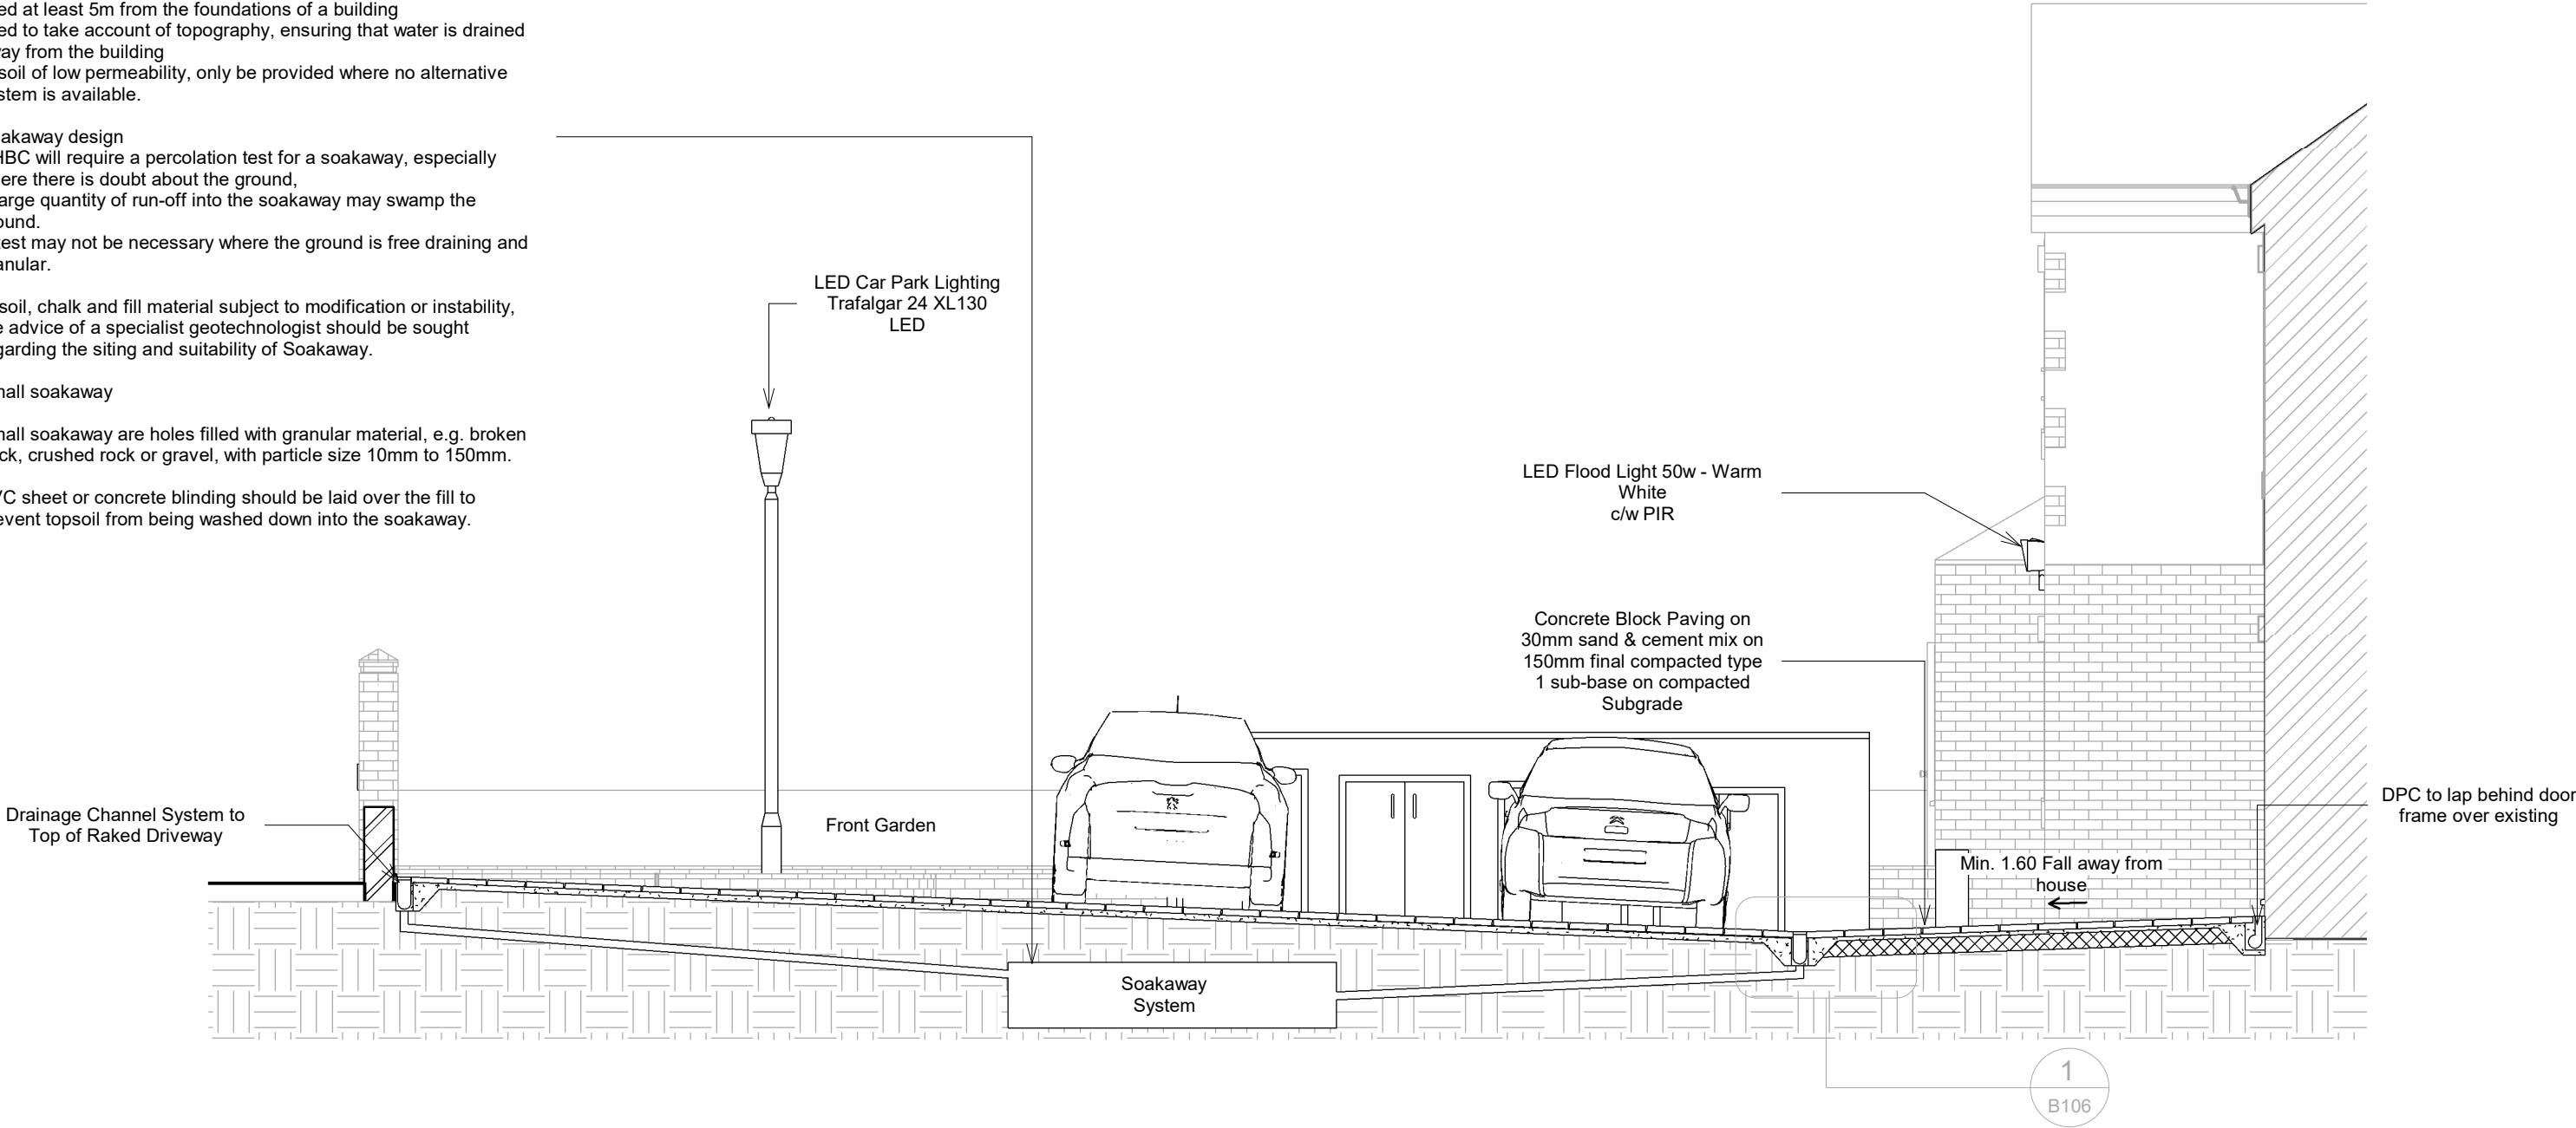 ed at least 5m from the foundations of a building
ed to take account of topography, ensuring that water is drained
ay from the building
soil of low permeability, only be provided where no alternative
stem is available.
akaway design
HBC will require a percolation test for a soakaway, especially
ere there is doubt about the ground,
arge quantity of run-off into the soakaway may swamp the
ound.
test may not be necessary where the ground is free draining and
anular.
soil, chalk and fill material subject to modification or instability,
e advice of a specialist geotechnologist should be sought
garding the siting and suitability of Soakaway.
all soakaway
all soakaway are holes filled with granular material, e.g. broken
ck, crushed rock or gravel, with particle size 10mm to 150mm.
VC sheet or concrete blinding should be laid over the fill to
event topsoil from being washed down into the soakaway.
LED Car Park Lighting
Trafalgar 24 XL130
LED
LED Flood Light 50w - Warm
White
c/w PIR
Concrete Block Paving on
30mm sand & cement mix on
150mm final compacted type
1 sub-base on compacted
Subgrade
Drainage Channel System to
Top of Raked Driveway
Front Garden
DPC to lap behind door
frame over existing
Min. 1.60 Fall away from
house
Soakaway
System
1
B106